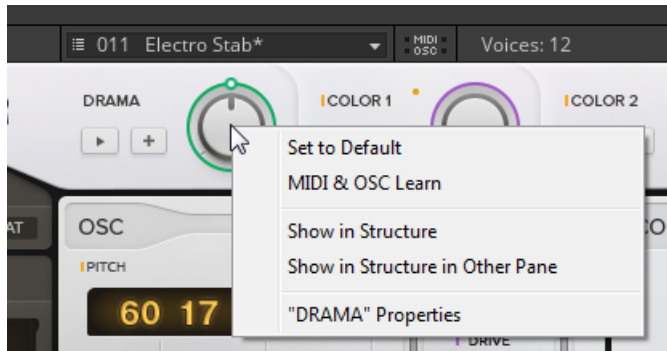 011 Electro Stab*
MIDI
OSC
Voices: 12
DRAMA
COLOR 1
COLOR 2
Set to Default
MIDI & OSC Learn
Show in Structure
Show in Structure in Other Pane
"DRAMA" Properties
OSC
PITCH
60 17
DRIVE